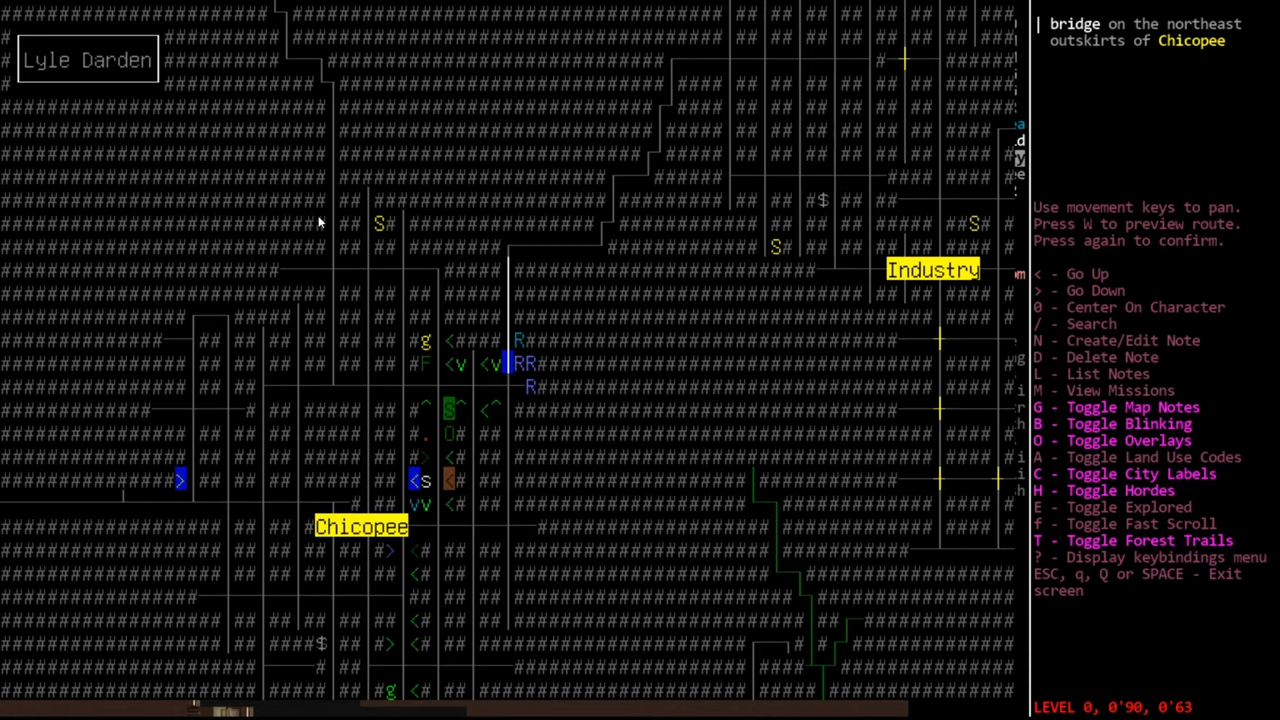 Lyle Darden
| bridge on the northeast
outskirts of Chicopee
Industry
Chicopee
Use movement keys to pan.
Press W to preview route.
Press again to confirm.
< - Go Up
> - Go Down
0 - Center On Character
/ - Search
N - Create/Edit Note
D - Delete Note
L - List Notes
M - View Missions
G - Toggle Map Notes
B - Toggle Blinking
O - Toggle Overlays
A - Toggle Land Use Codes
C - Toggle City Labels
H - Toggle Hordes
E - Toggle Explored
f - Toggle Fast Scroll
T - Toggle Forest Trails
? - Display keybindings menu
ESC, q, Q or SPACE - Exit
screen
LEVEL 0, 0'90, 0'63